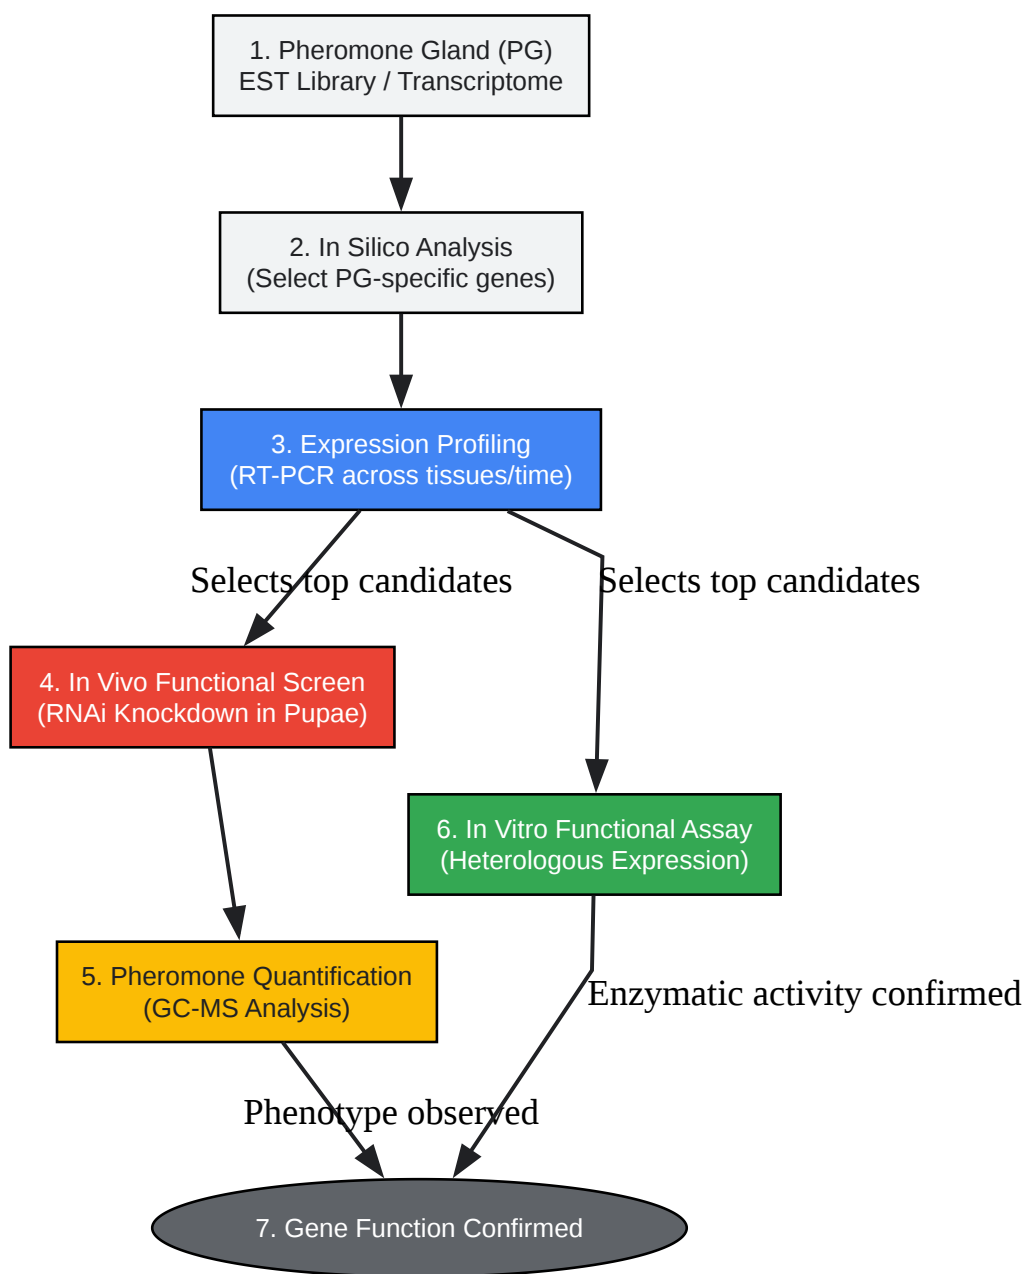 1. Pheromone Gland (PG)
EST Library / Transcriptome
2. In Silico Analysis
(Select PG-specific genes)
3. Expression Profiling
(RT-PCR across tissues/time)
Selects top candidates
Selects top candidates
4. In Vivo Functional Screen
(RNAi Knockdown in Pupae)
6. In Vitro Functional Assay
(Heterologous Expression)
5. Pheromone Quantification
(GC-MS Analysis)
Enzymatic activity confirmed
Phenotype observed
7. Gene Function Confirmed